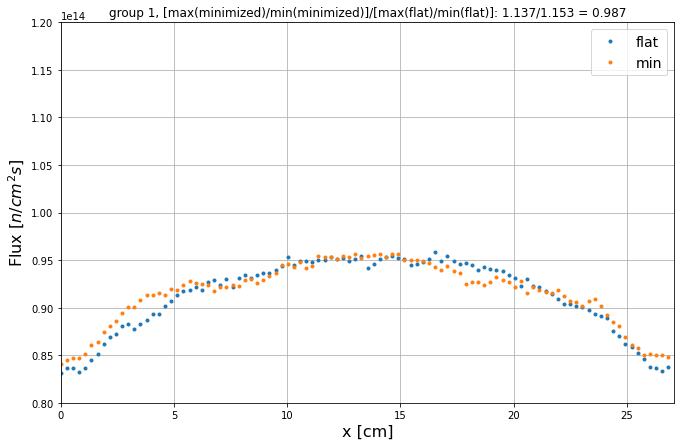 group 1, [max(minimized)/min(minimized)]/[max(flat)/min(flat)]: 1.137/1.153 = 0.987
1e14
1.20
1.15
1.10
1.05
1.00
0.95
0.90
0.85
0.80
Flux [n/cm²s]
flat
min
0 5 10 15 20 25
x [cm]